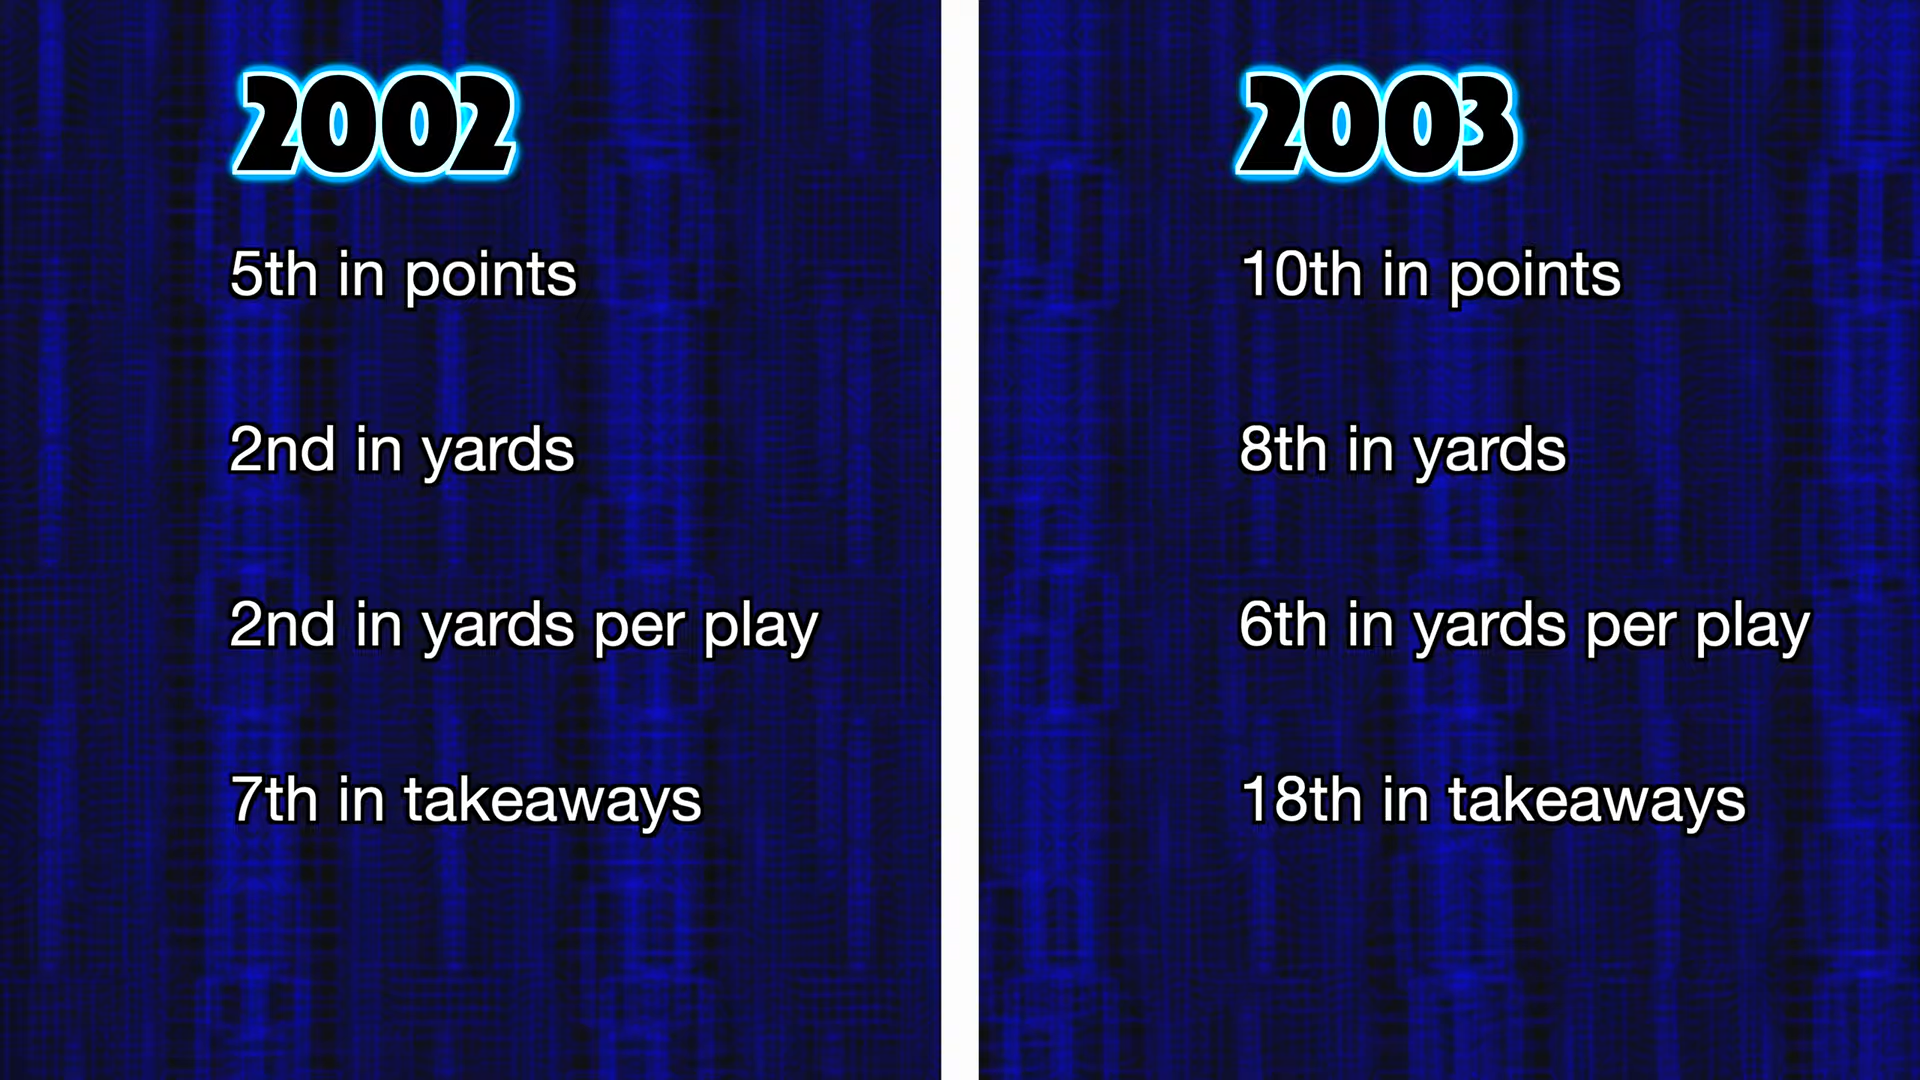 2002
5th in points
2nd in yards
2nd in yards per play
7th in takeaways
2003
10th in points
8th in yards
6th in yards per play
18th in takeaways